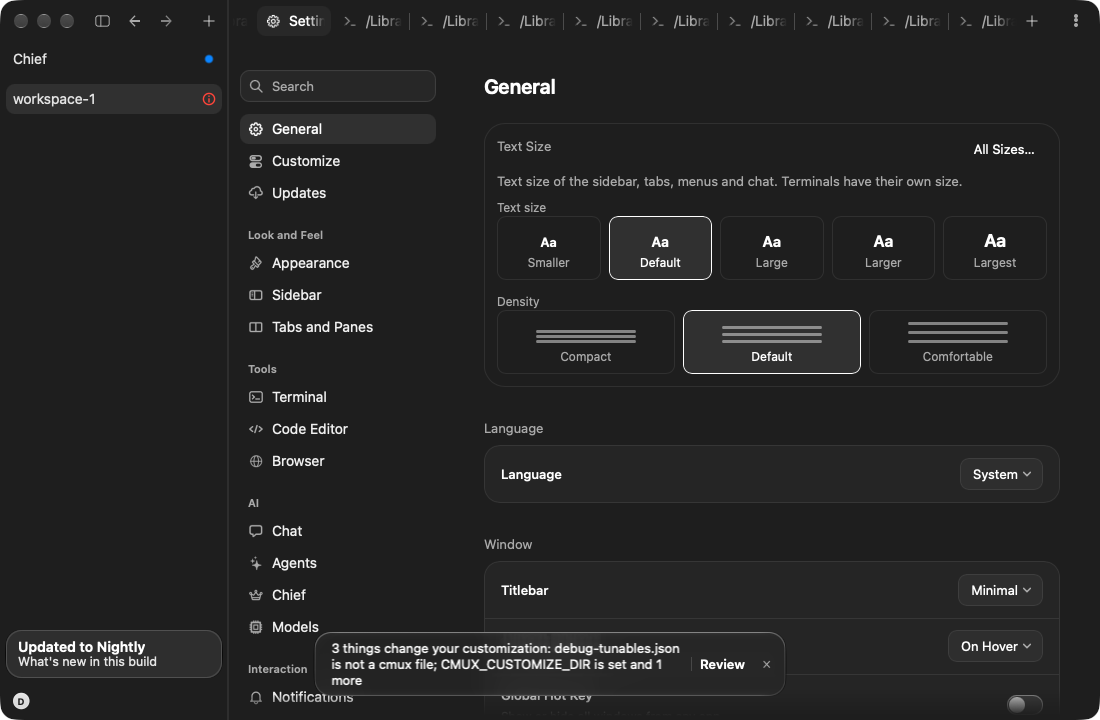 Settin
/Libra
/Libra
/Libra
/Libra
/Libra
/Libra
/Libra
/Libra
/Libr
Chief
workspace-1
Updated to Nightly
What's new in this build
D
Search
General
Customize
Updates
Look and Feel
Appearance
Sidebar
Tabs and Panes
Tools
Terminal
Code Editor
Browser
AI
Chat
Agents
Chief
Models
Interaction
Notifications
General
Text Size
All Sizes...
Text size of the sidebar, tabs, menus and chat. Terminals have their own size.
Text size
Aa Aa Aa Aa Aa
Smaller Default Large Larger Largest
Density
Compact Default Comfortable
Language
Language System
Window
Titlebar Minimal
On Hover
3 things change your customization: debug-tunables.json
is not a cmux file; CMUX_CUSTOMIZE_DIR is set and 1
more
Review
Global Hot Key